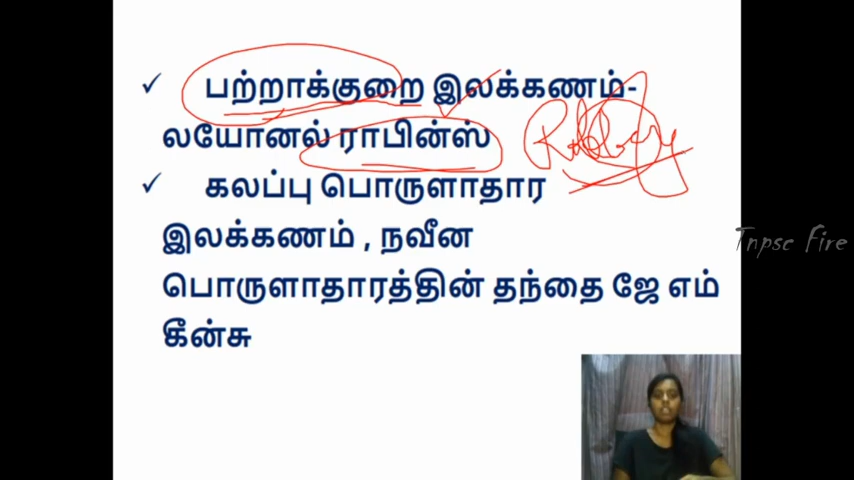 ✓ பற்றாக்குறை இலக்கணம்-
லயோனல் ராபின்ஸ்
✓ கலப்பு பொருளாதார
இலக்கணம் , நவீன
பொருளாதாரத்தின் தந்தை ஜே எம்
கீன்சு
Tnpsc Fire